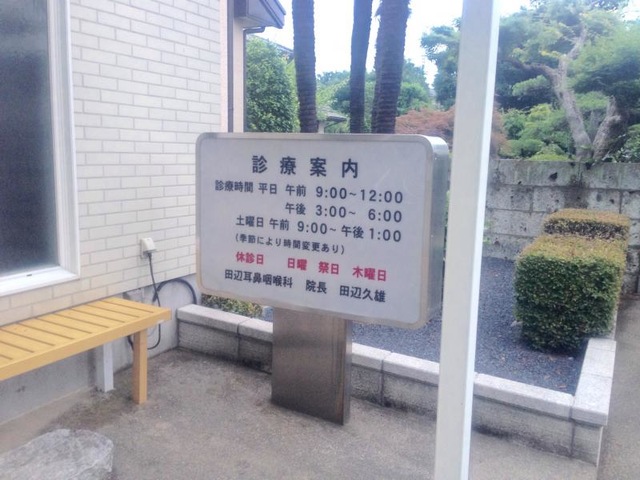 診療案内
診療時間 平日 午前 9:00~12:00
午後 3:00~ 6:00
土曜日 午前 9:00~午後 1:00
(季節により時間変更あり)
休診日 日曜 祭日 木曜日
田辺耳鼻咽喉科 院長 田辺久雄